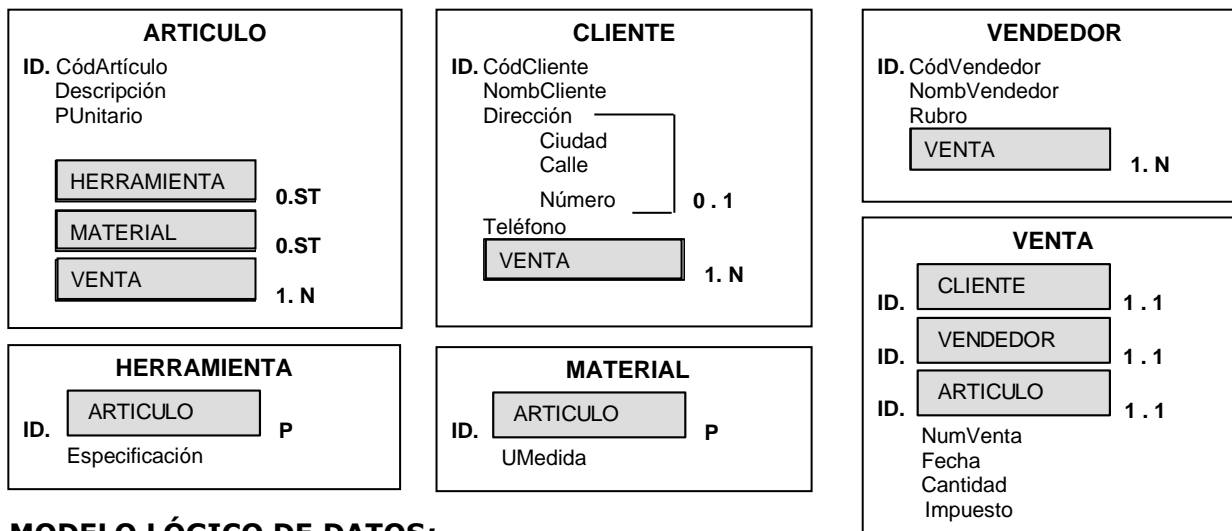 ARTICULO
ID. CódArtículo
Descripción
PUnitario
HERRAMIENTA 0.ST
MATERIAL 0.ST
VENTA 1. N
CLIENTE
ID. CódCliente
NombCliente
Dirección
Ciudad
Calle
Número 0 . 1
Teléfono
VENTA 1. N
VENDEDOR
ID. CódVendedor
NombVendedor
Rubro
VENTA 1. N
HERRAMIENTA
ID. ARTICULO P
Especificación
MATERIAL
ID. ARTICULO P
UMedida
VENTA
ID. CLIENTE 1 . 1
ID. VENDEDOR 1 . 1
ID. ARTICULO 1 . 1
NumVenta
Fecha
Cantidad
Impuesto
MODELO LÓGICO DE DATOS: